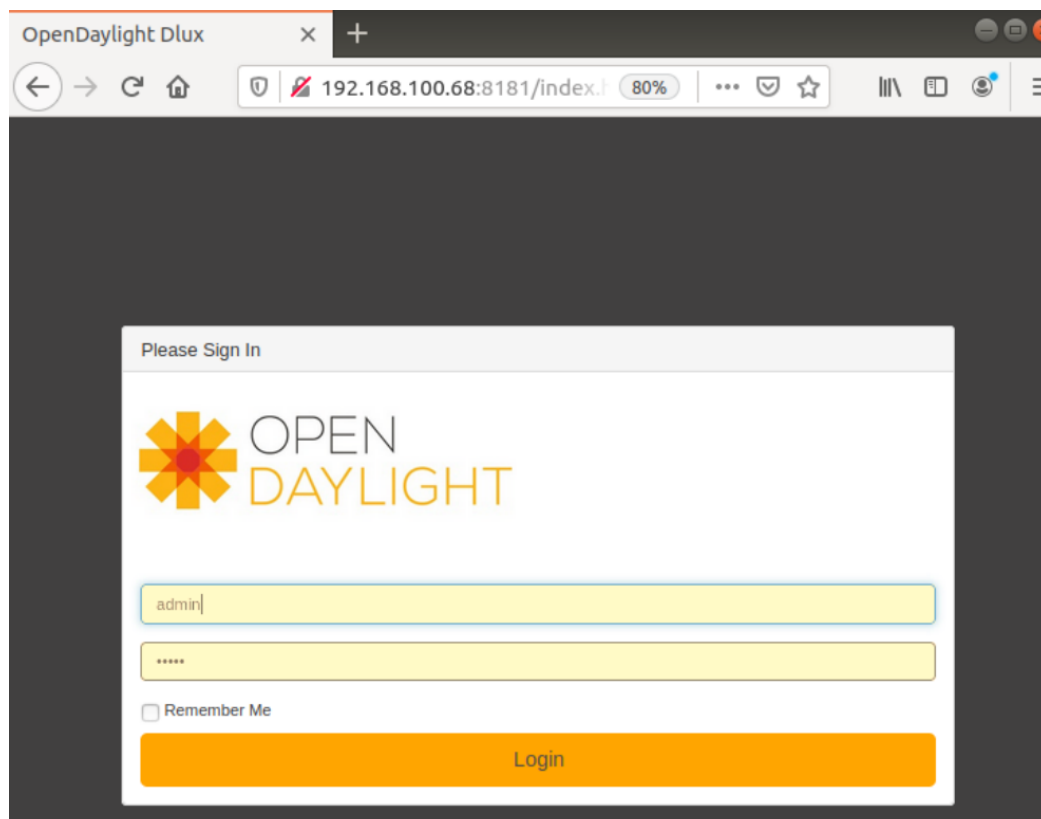 OpenDaylight Dlux
192.168.100.68:8181/index.h 80%
Please Sign In
OPEN
DAYLIGHT
admin
•••••
Remember Me
Login